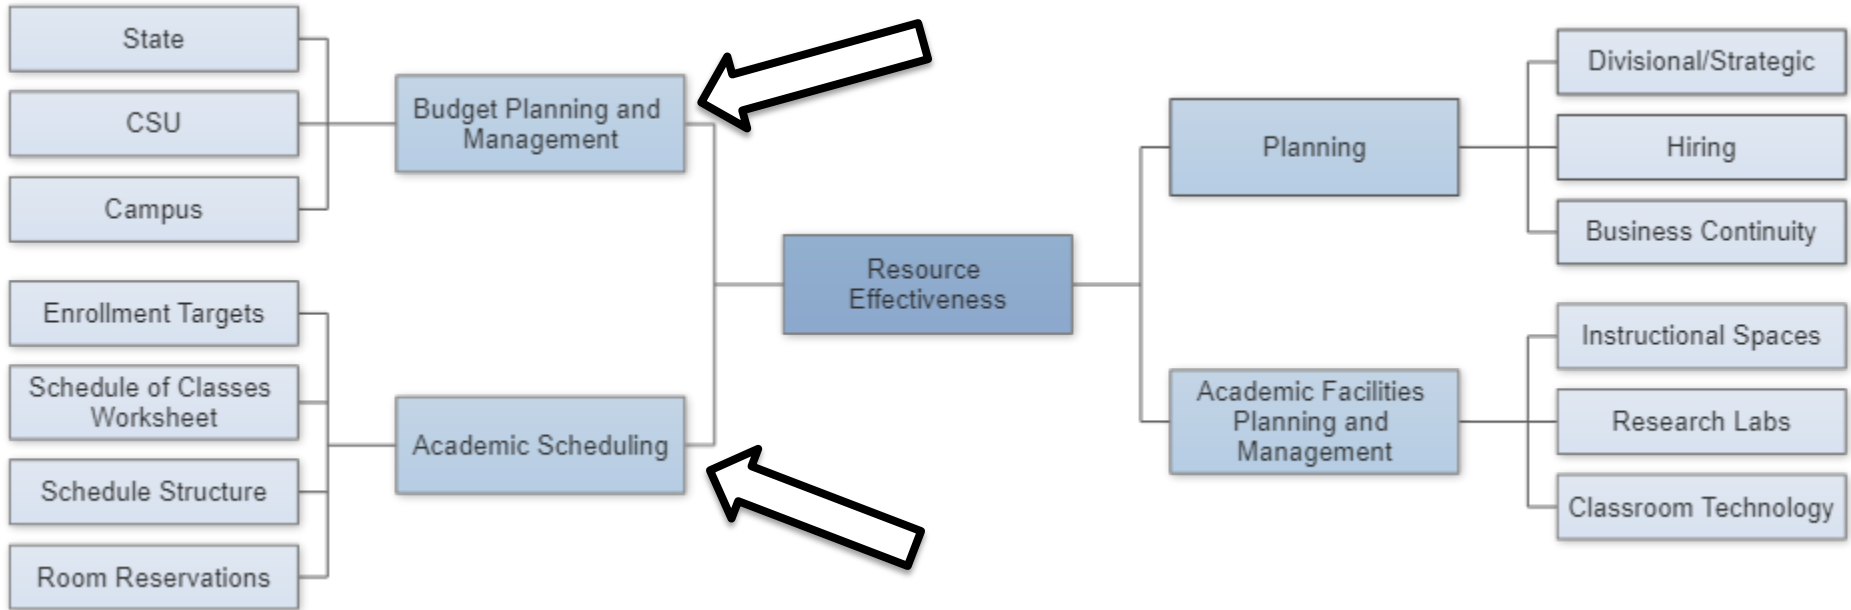 State
CSU
Campus
Budget Planning and
Management
Enrollment Targets
Schedule of Classes
Worksheet
Schedule Structure
Room Reservations
Academic Scheduling
Resource
Effectiveness
Planning
Divisional/Strategic
Hiring
Business Continuity
Academic Facilities
Planning and
Management
Instructional Spaces
Research Labs
Classroom Technology